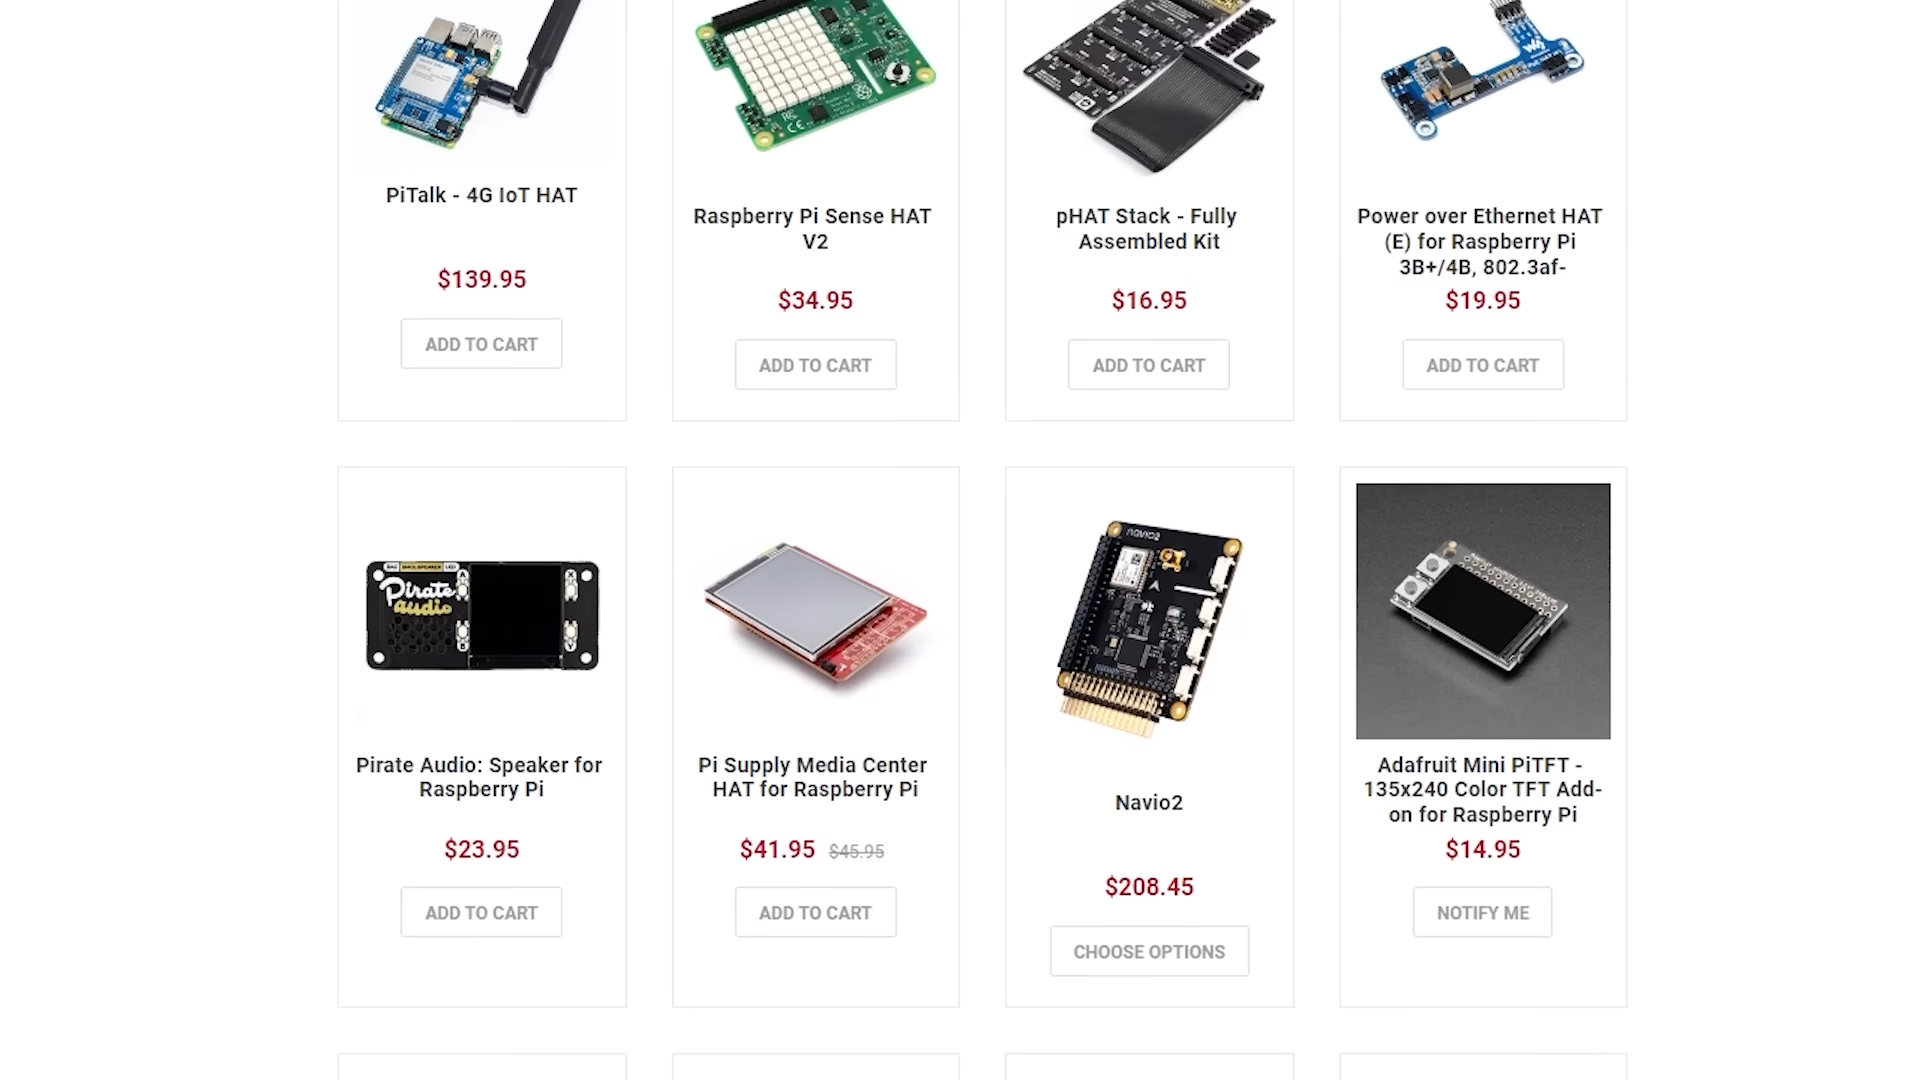 PiTalk - 4G IoT HAT
$139.95
ADD TO CART
Raspberry Pi Sense HAT
V2
$34.95
ADD TO CART
pHAT Stack - Fully
Assembled Kit
$16.95
ADD TO CART
Power over Ethernet HAT
(E) for Raspberry Pi
3B+/4B, 802.3af-
$19.95
ADD TO CART
Pirate
audio
Pirate Audio: Speaker for
Raspberry Pi
$23.95
ADD TO CART
Pi Supply Media Center
HAT for Raspberry Pi
$41.95 $45.95
ADD TO CART
NAVIO2
Navio2
$208.45
CHOOSE OPTIONS
Adafruit Mini PiTFT -
135x240 Color TFT Add-
on for Raspberry Pi
$14.95
NOTIFY ME